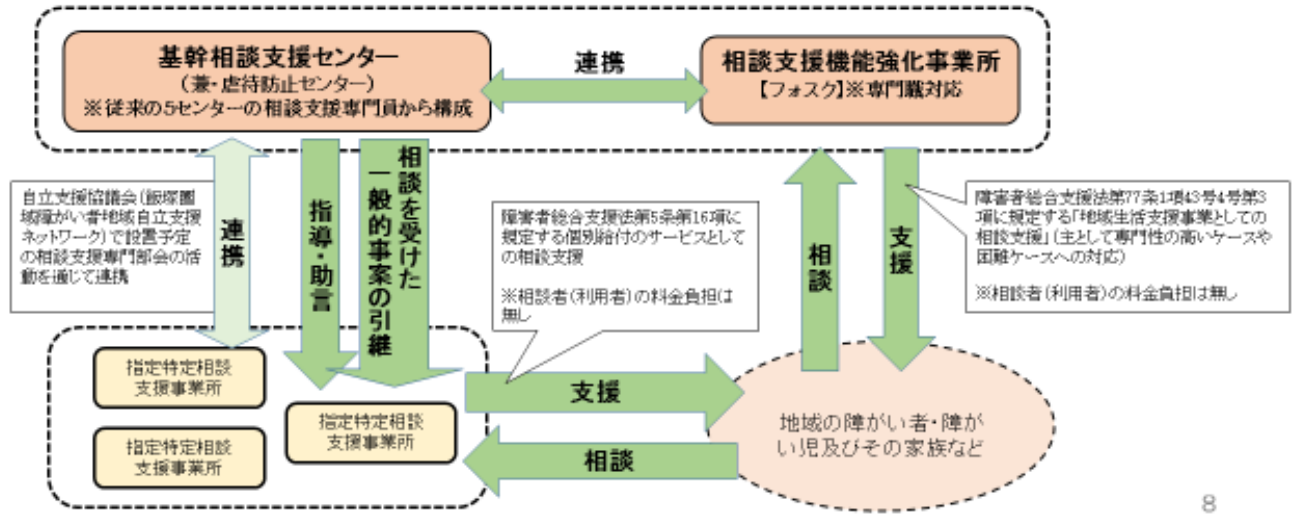 基幹相談支援センター
（兼・虐待防止センター）
※従来の5センターの相談支援専門員から構成
連携
相談支援機能強化事業所
【フォスク】※専門職対応
自立支援協議会（飯塚圏
域障がい者地域自立支援
ネットワーク）で設置予定
の相談支援専門部会の活
動を通じて連携
連携
指導・助言
相談を受けた
一般的事案の引継
障害者総合支援法第5条第16項に
規定する個別給付のサービスとして
の相談支援
※相談者（利用者）の料金負担は
無し
相談
支援
障害者総合支援法第77条1項43号4号第3
項に規定する「地域生活支援事業としての
相談支援」（主として専門性の高いケースや
困難ケースへの対応）
※相談者（利用者）の料金負担は無し
指定特定相談
支援事業所
指定特定相談
支援事業所
指定特定相談
支援事業所
支援
相談
地域の障がい者・障が
い児及びその家族など
8